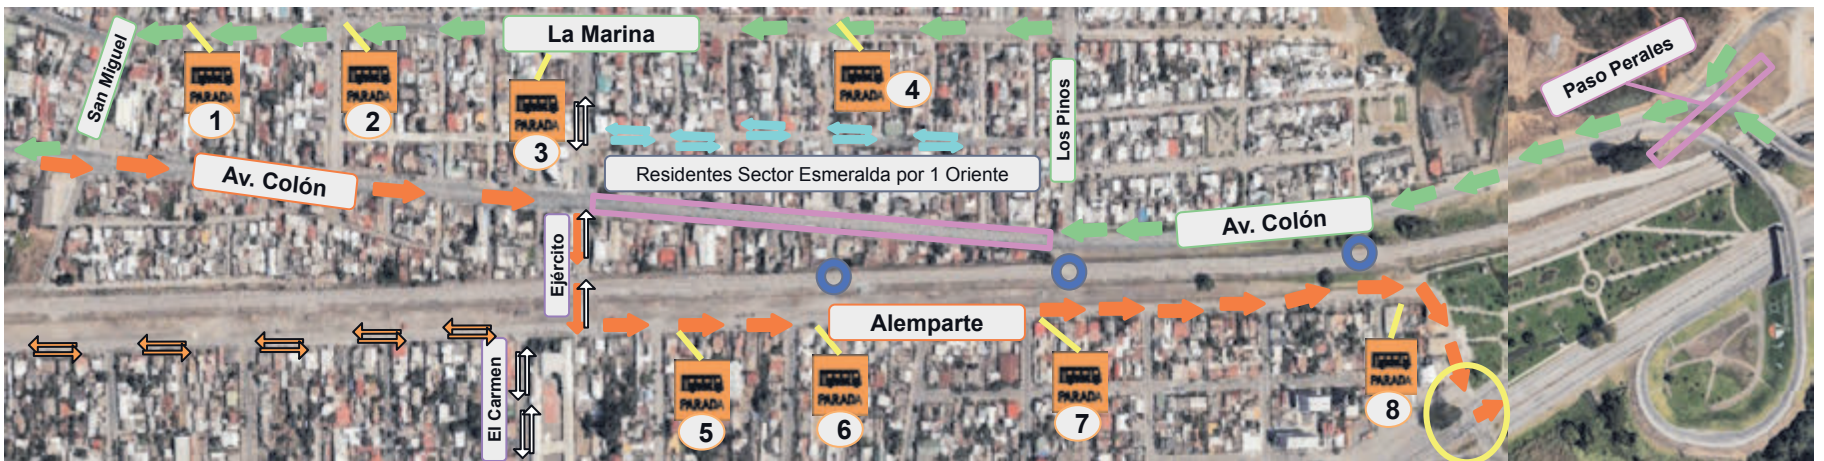 San Miguel
La Marina
PARADA
1
PARADA
2
PARADA
3
PARADA
4
Los Pinos
Paso Perales
Av. Colón
Residentes Sector Esmeralda por 1 Oriente
Av. Colón
Ejército
Alemparte
El Carmen
PARADA
5
PARADA
6
PARADA
7
PARADA
8